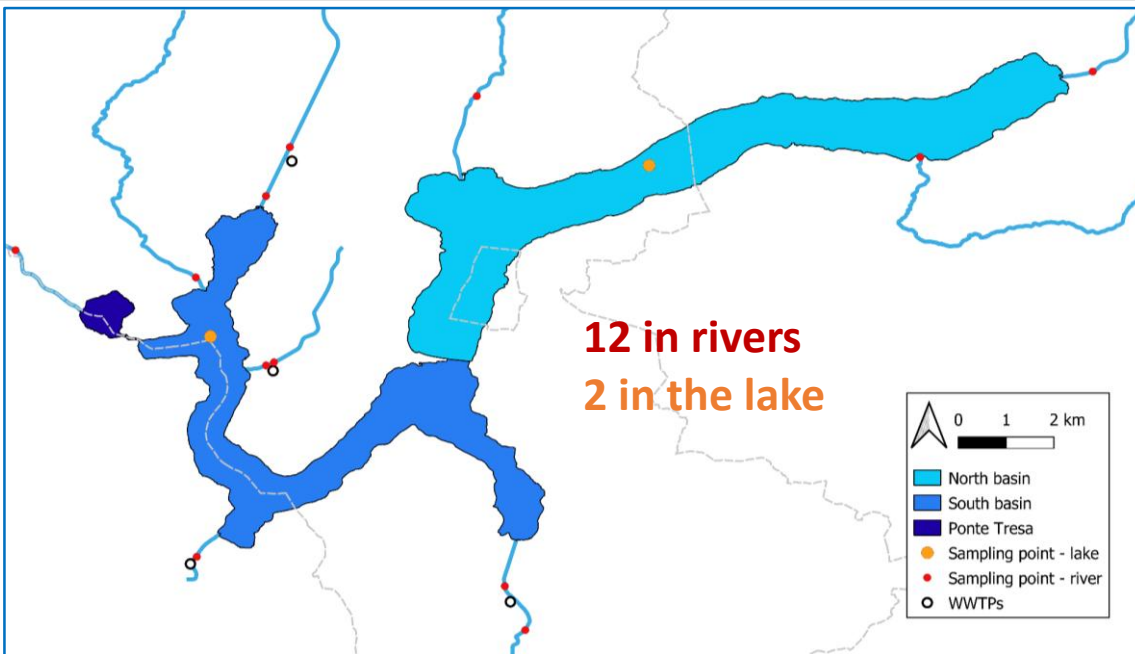 12 in rivers
2 in the lake
0 1 2 km
North basin
South basin
Ponte Tresa
Sampling point - lake
Sampling point - river
WWTPs